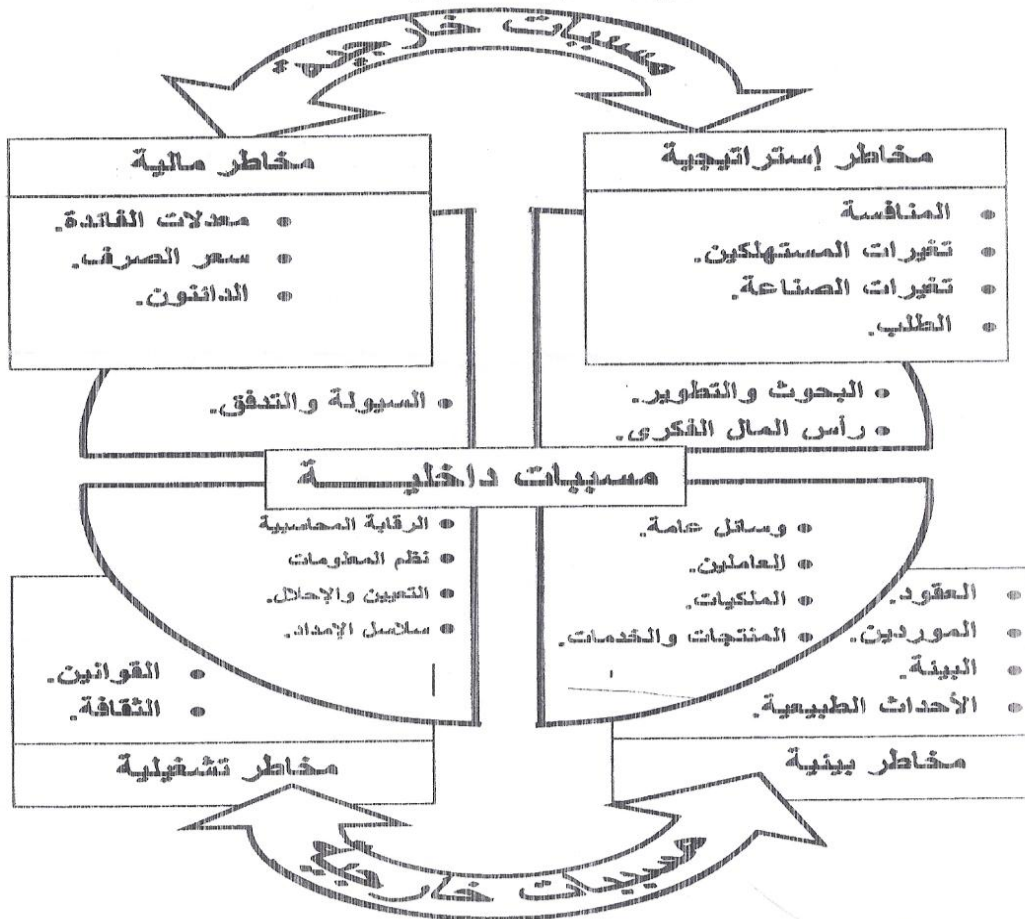 مسببات خارجية
مخاطر إستراتيجية
• المنافسة
• تغيرات المستهلكين.
• تغيرات الصناعة.
• الطلب.
• البحوث والتطوير.
• رأس المال الفكرى.
مخاطر مالية
• معدلات الفائدة.
• سعر الصرف.
• الدائنون.
• السيولة والتدفق.
مسببات داخليـــــة
• وسائل عامة.
• العاملين.
• الملكيات.
• المنتجات والخدمات.
• العقود.
• الموردين.
• البيئة.
• الأحداث الطبيعية.
مخاطر بيئية
• الرقابة المحاسبية
• نظم المعلومات
• التعيين والإحلال.
• سلاسل الإمداد.
• القوانين.
• الثقافة.
مخاطر تشغيلية
مسببات خارجية